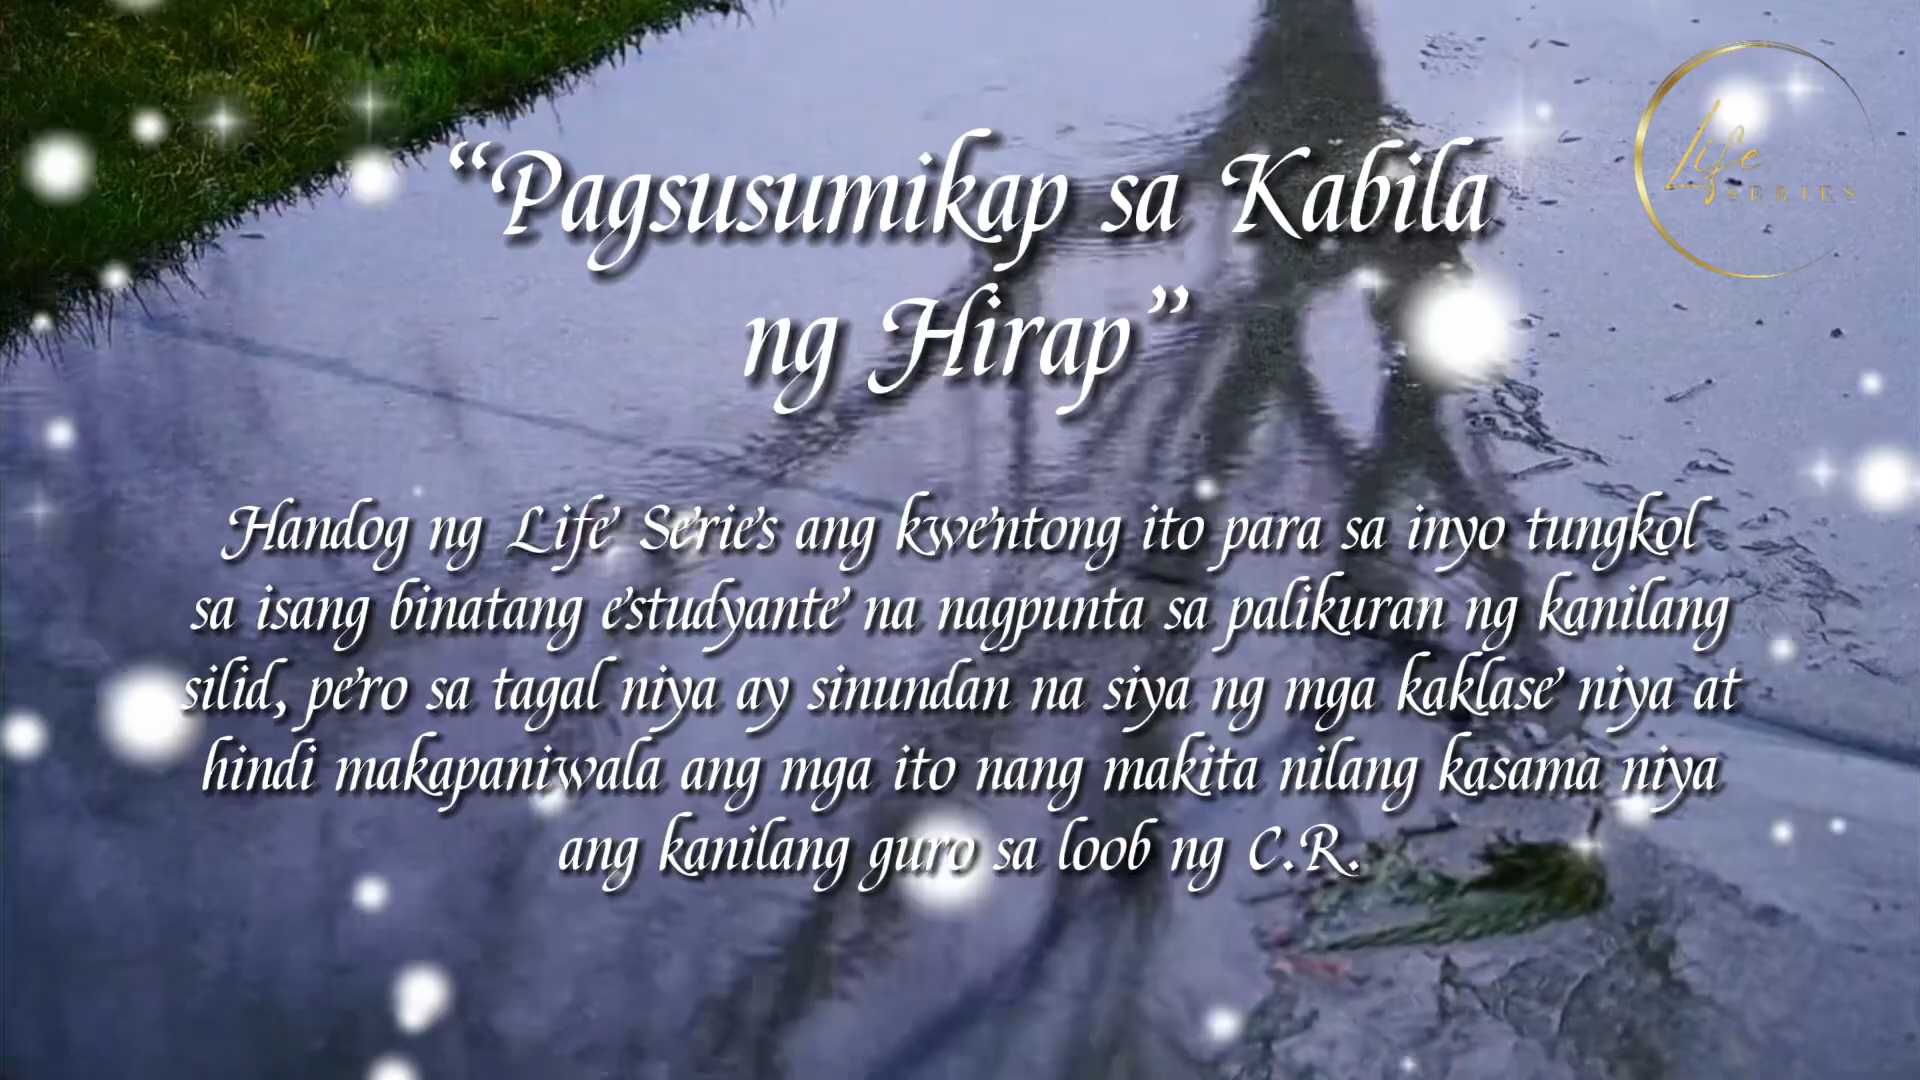 “Pagsusumikap sa Kabila
ng Hirap”
Life
SERIES
Handog ng Life Series ang kwentong ito para sa inyo tungkol
sa isang binatang estudyante na nagpunta sa palikuran ng kanilang
silid, pero sa tagal niya ay sinundan na siya ng mga kaklase niya at
hindi makapaniwala ang mga ito nang makita nilang kasama niya
ang kanilang guro sa loob ng C.R.